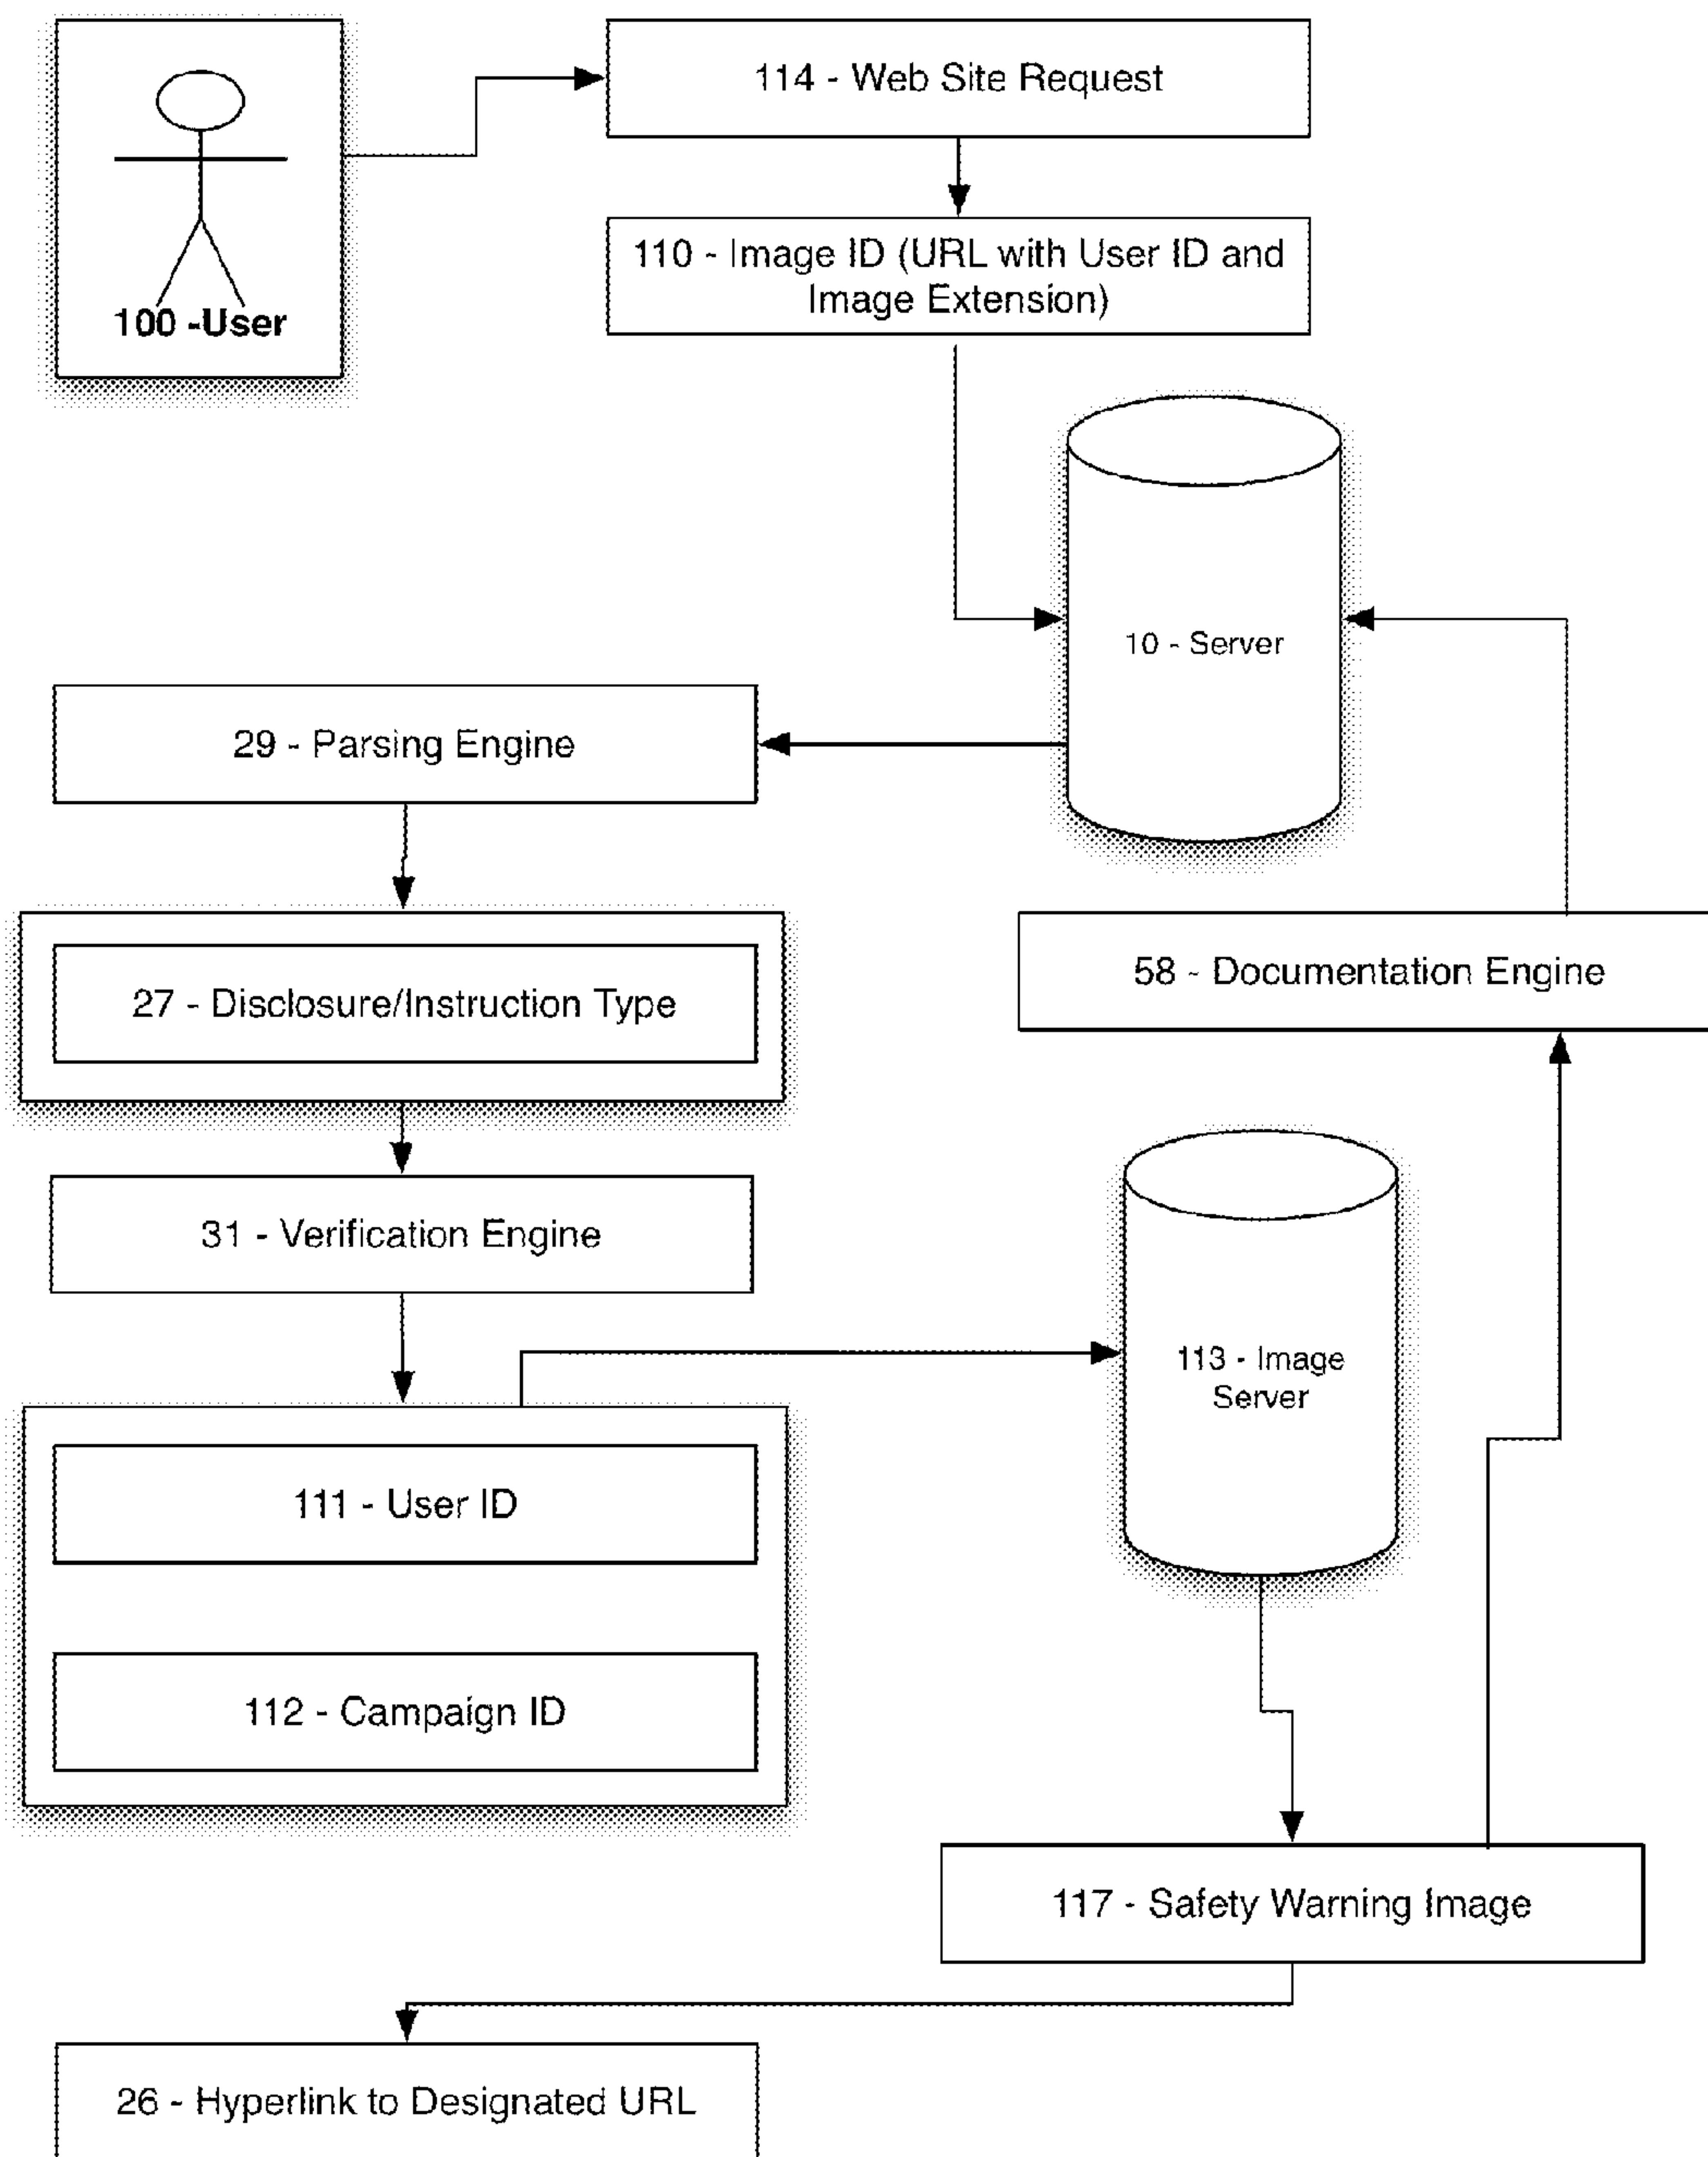 114 - Web Site Request
100 -User
110 - Image ID (URL with User ID and
Image Extension)
10 - Server
29 - Parsing Engine
27 - Disclosure/Instruction Type
58 - Documentation Engine
31 - Verification Engine
113 - Image
Server
111 - User ID
112 - Campaign ID
117 - Safety Warning Image
26 - Hyperlink to Designated URL